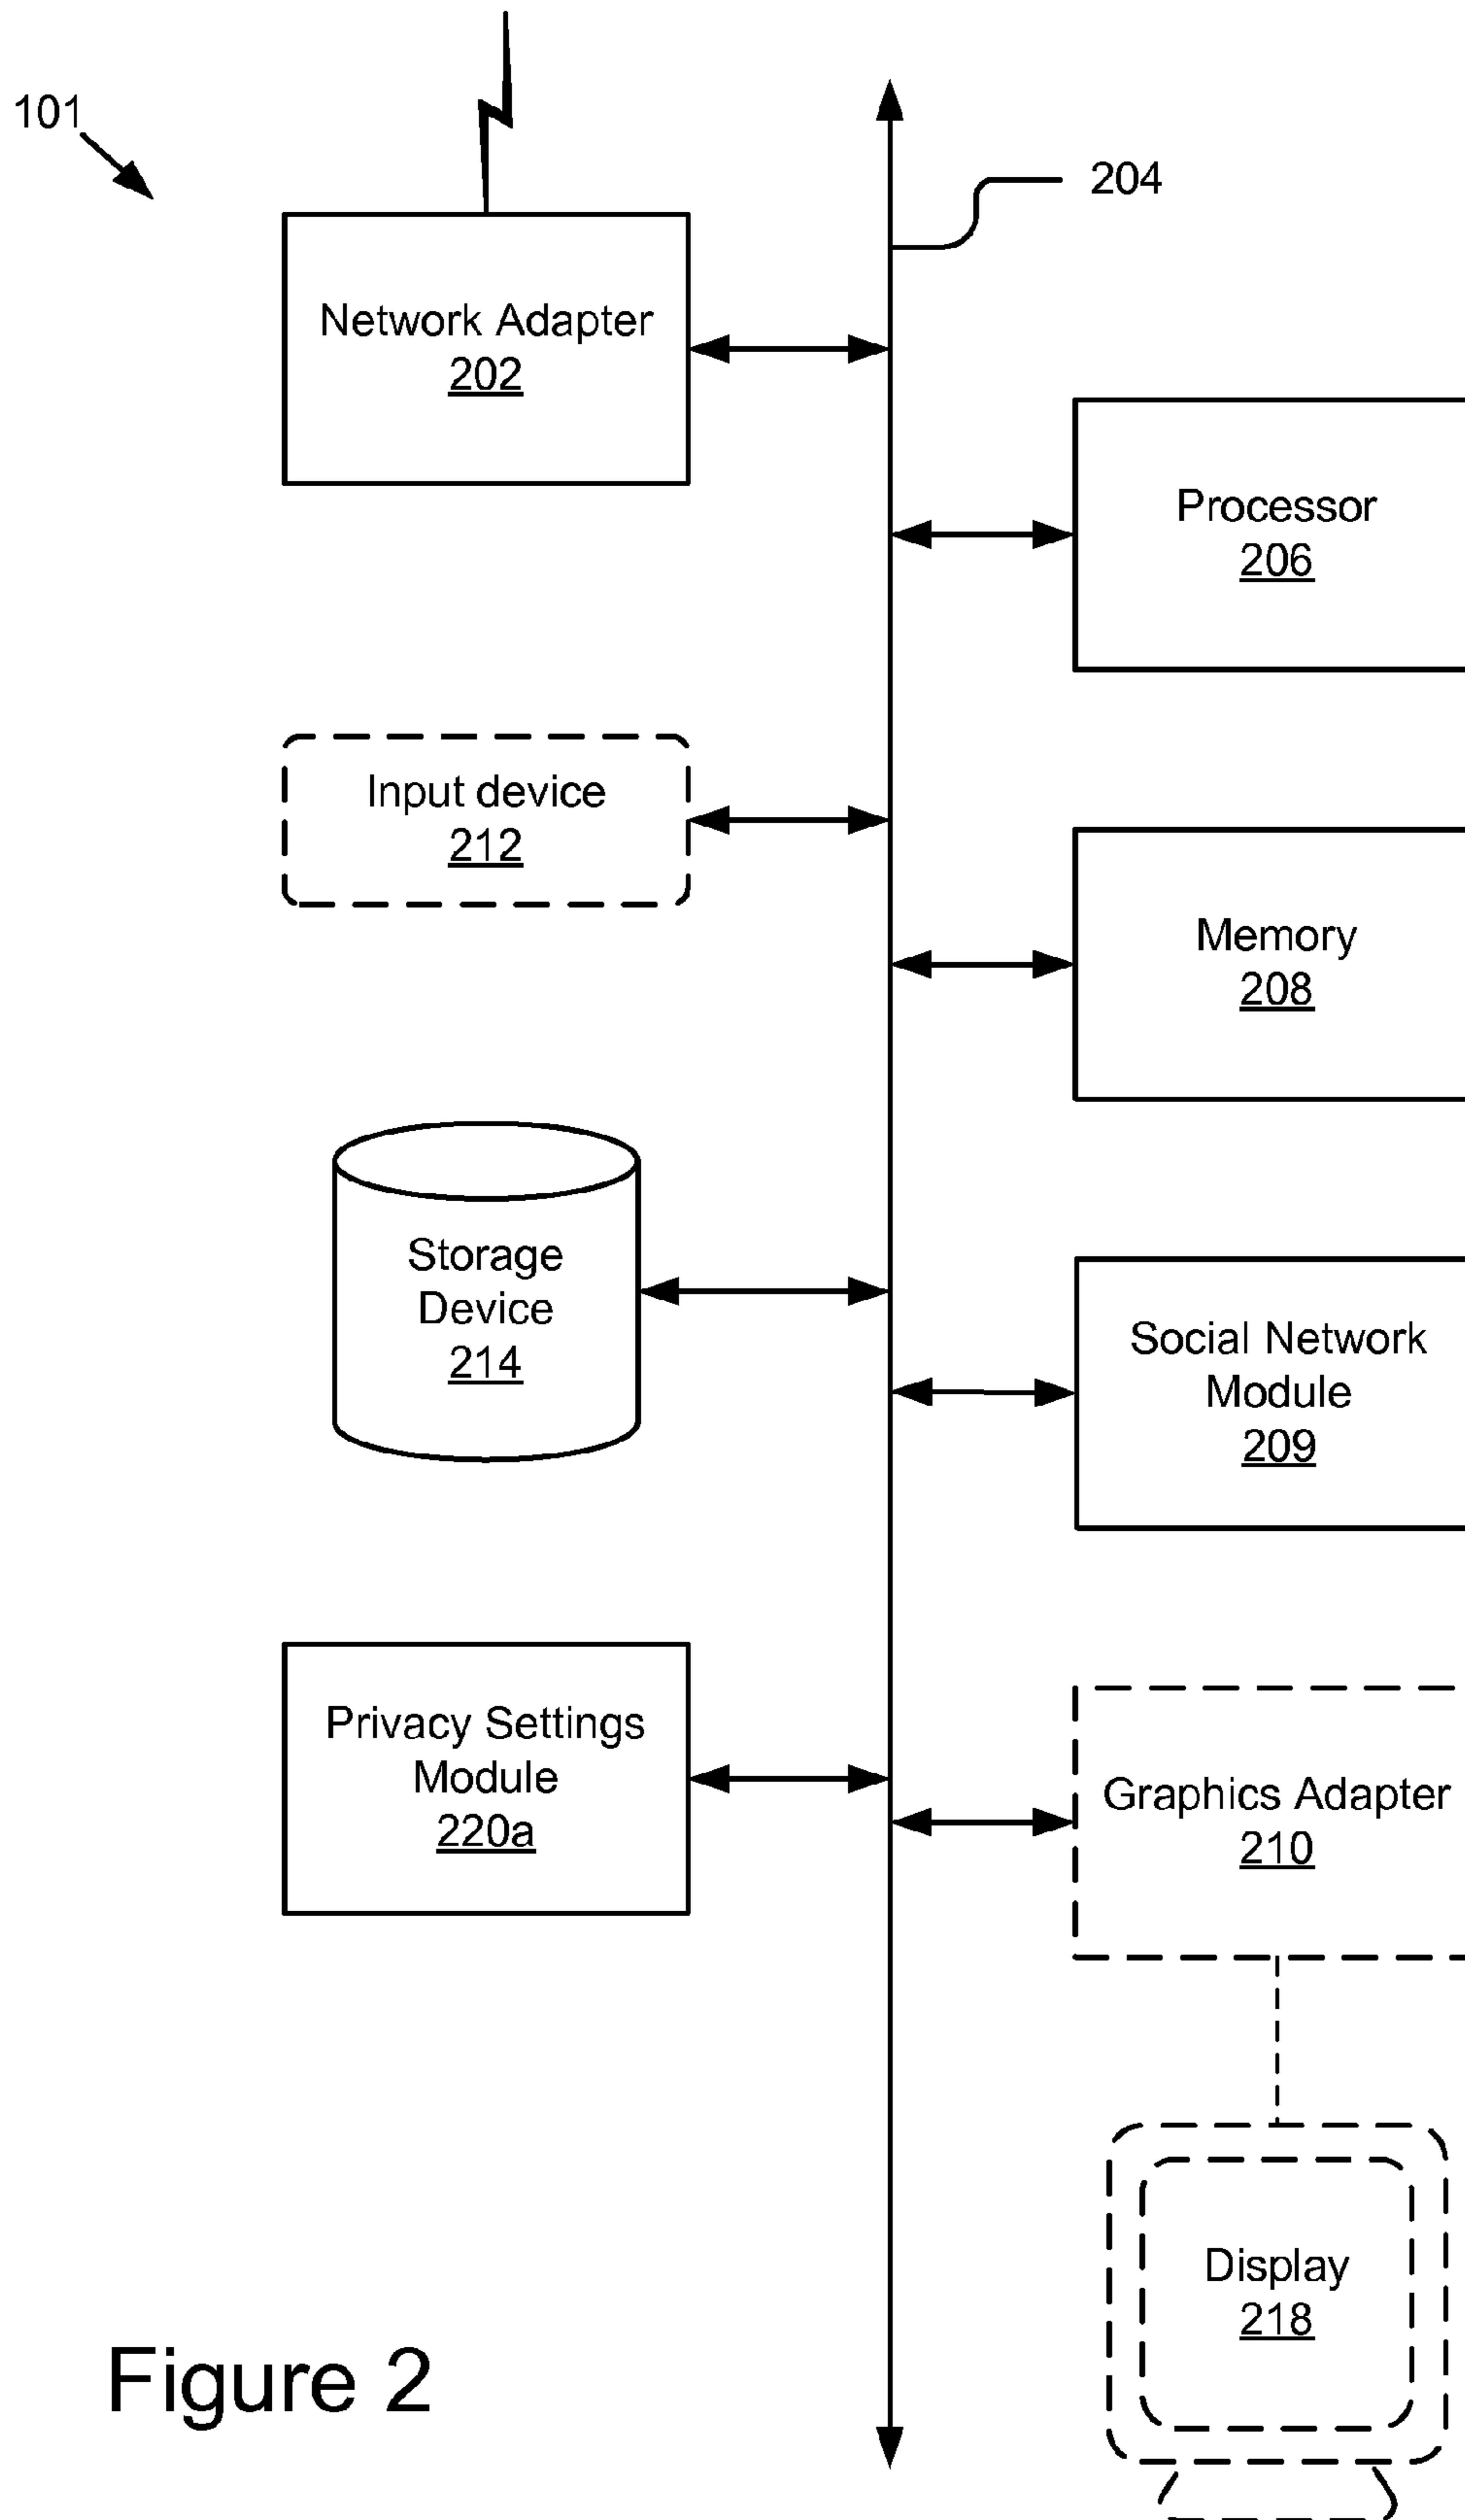 101
204
Network Adapter
202
Processor
206
Input device
212
Memory
208
Storage
Device
214
Social Network
Module
209
Privacy Settings
Module
220a
Graphics Adapter
210
Display
218
Figure 2